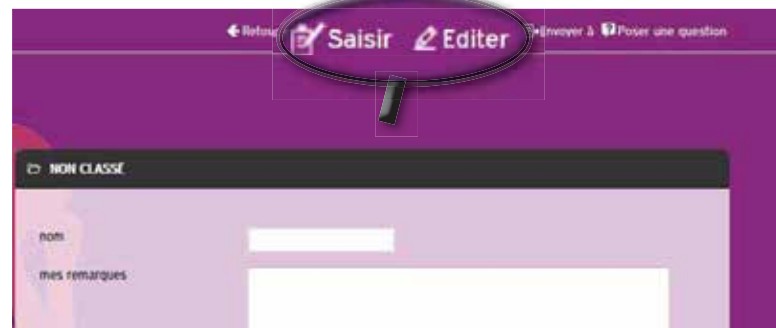 Retour Saisir Editer Envoyer à Poser une question
NON CLASSÉ
nom
mes remarques